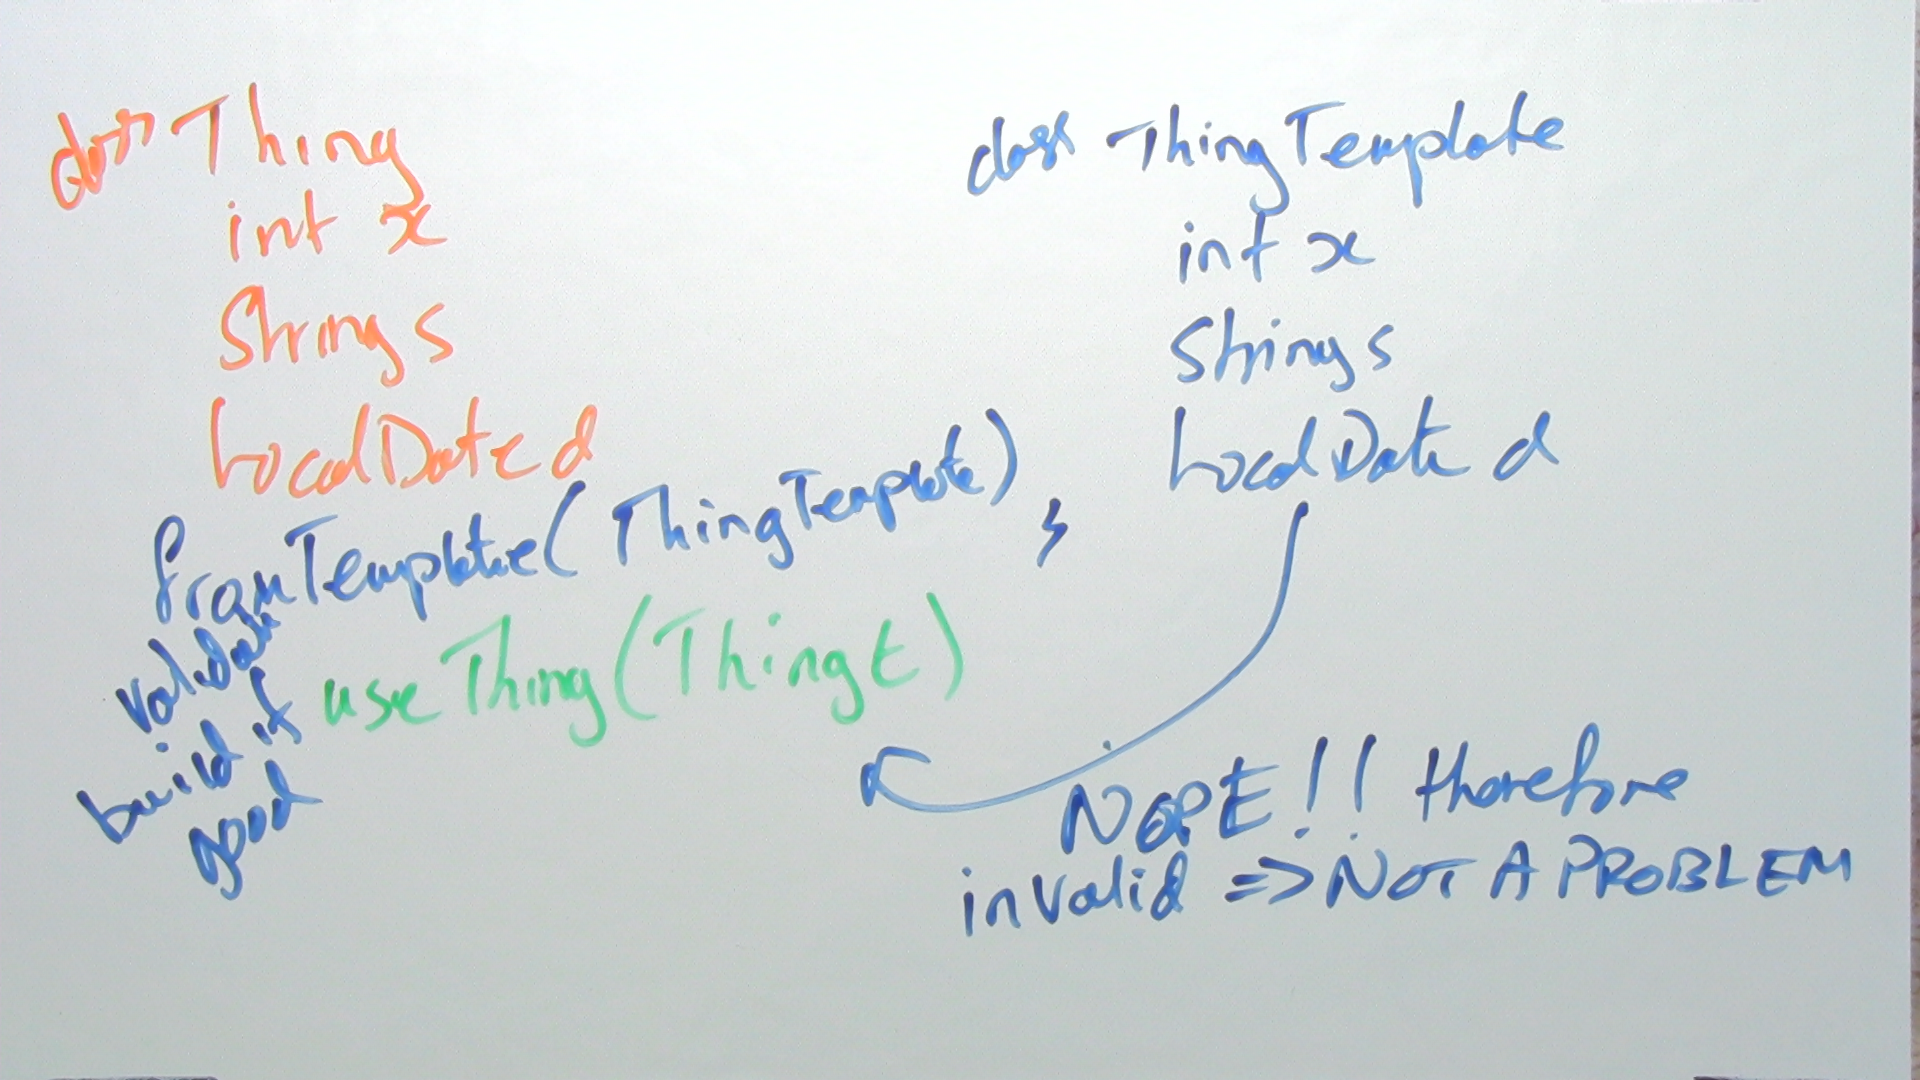 class Thing
int x
String s
LocalDate d
fromTemplate(ThingTemplate),
validate
build if
good
useThing(Thing t)
class ThingTemplate
int x
String s
LocalDate d
NOPE!! therefore
invalid => NOT A PROBLEM